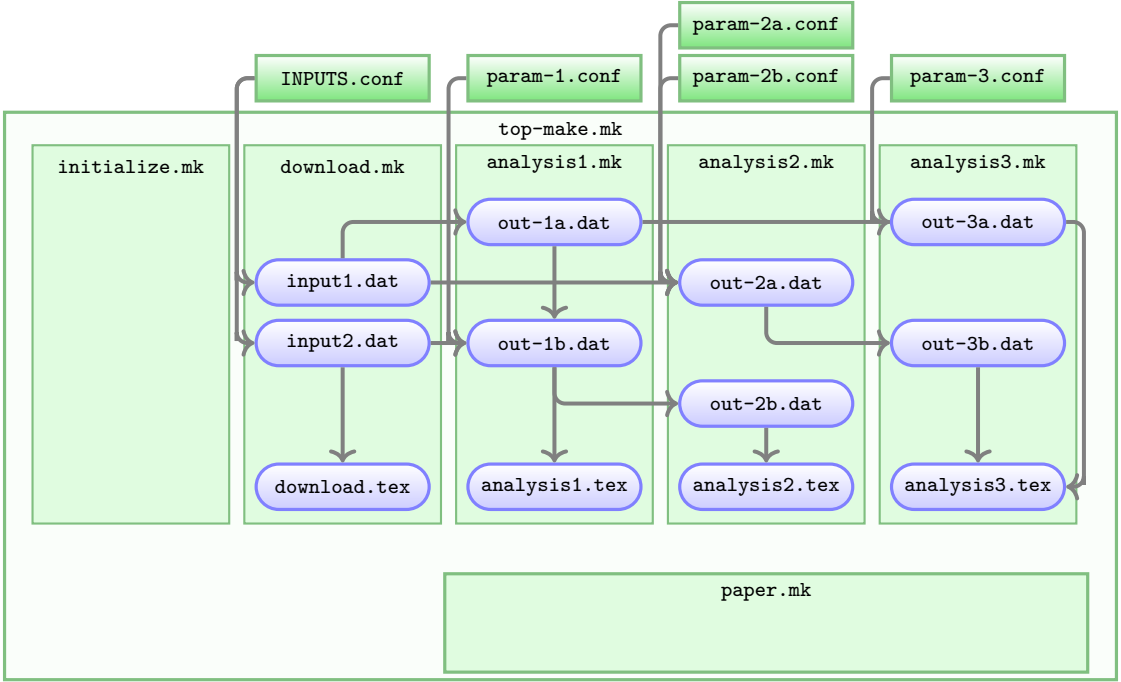 param-2a.conf
INPUTS.conf
param-1.conf
param-2b.conf
param-3.conf
top-make.mk
initialize.mk
download.mk
analysis1.mk
analysis2.mk
analysis3.mk
out-1a.dat
out-3a.dat
input1.dat
out-2a.dat
input2.dat
out-1b.dat
out-3b.dat
out-2b.dat
download.tex
analysis1.tex
analysis2.tex
analysis3.tex
paper.mk